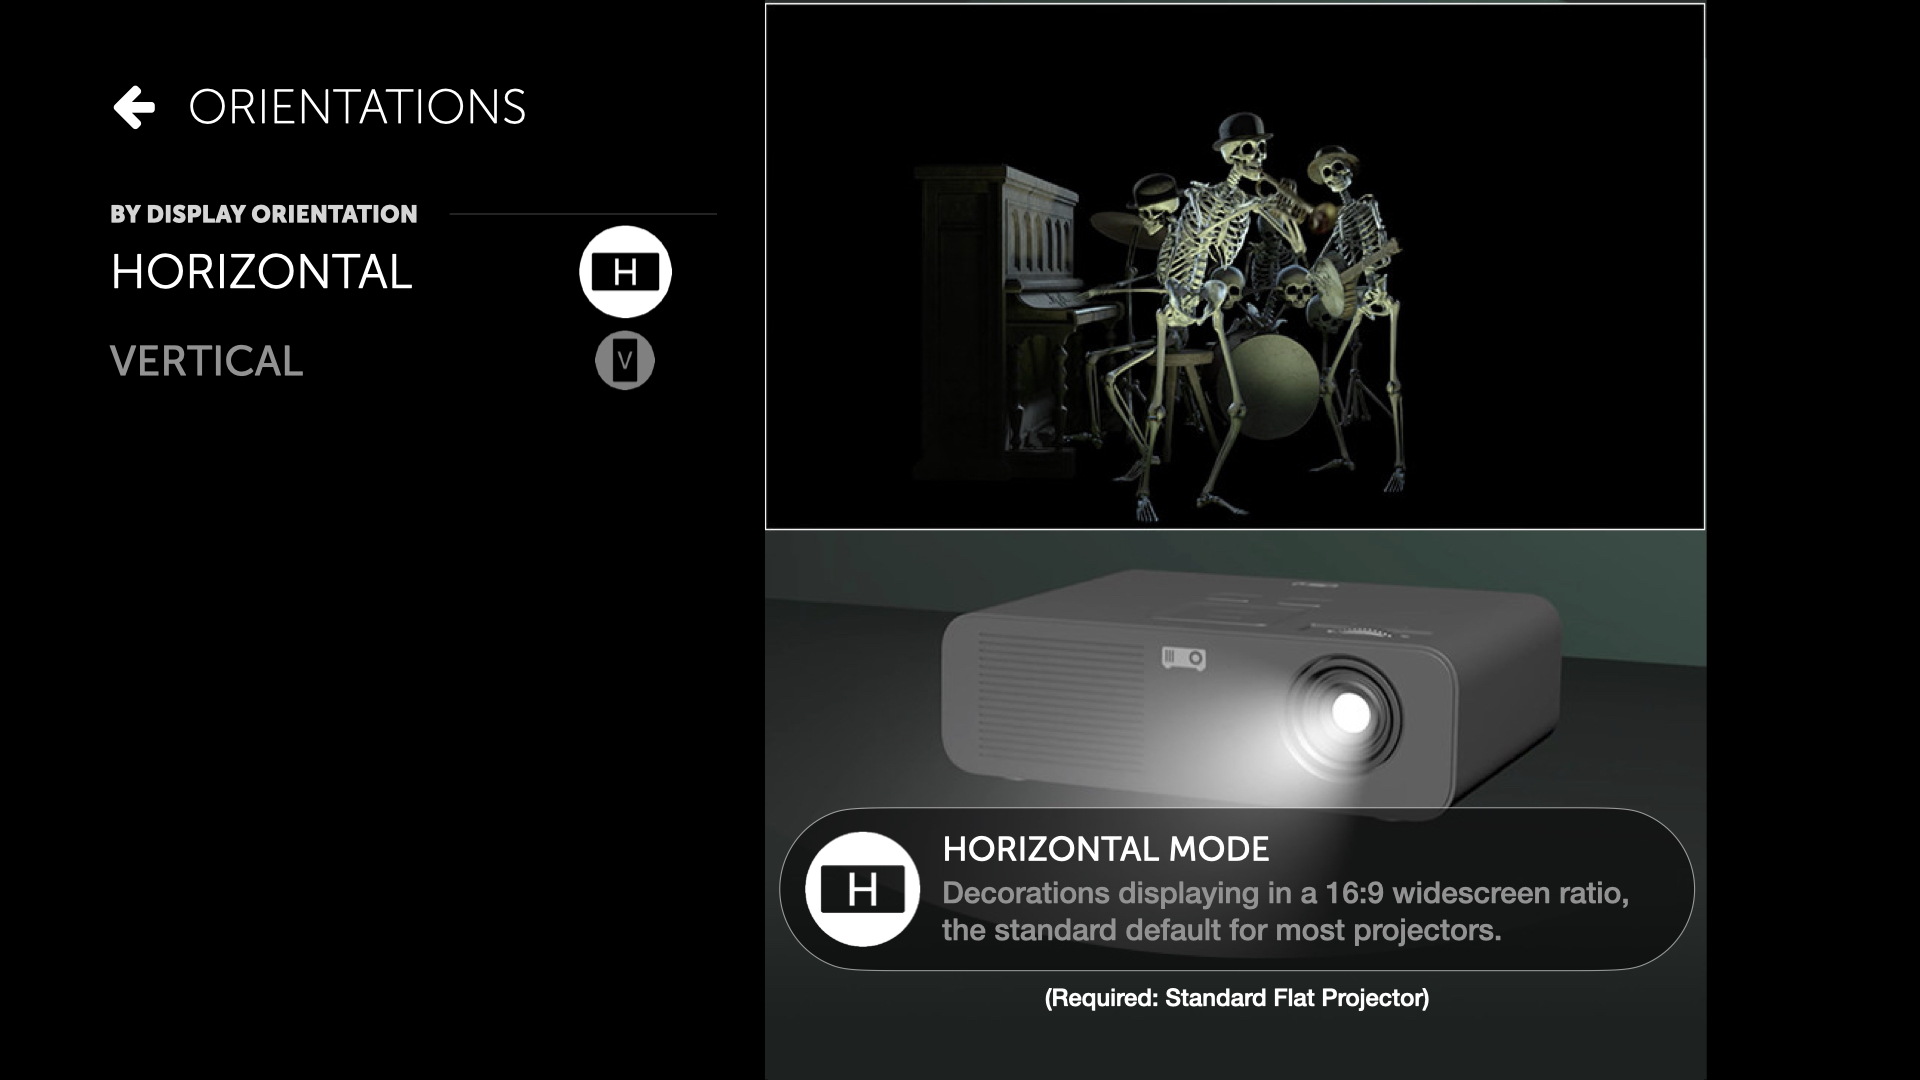 ORIENTATIONS
BY DISPLAY ORIENTATION
HORIZONTAL
H
VERTICAL
V
H
HORIZONTAL MODE
Decorations displaying in a 16:9 widescreen ratio,
the standard default for most projectors.
(Required: Standard Flat Projector)